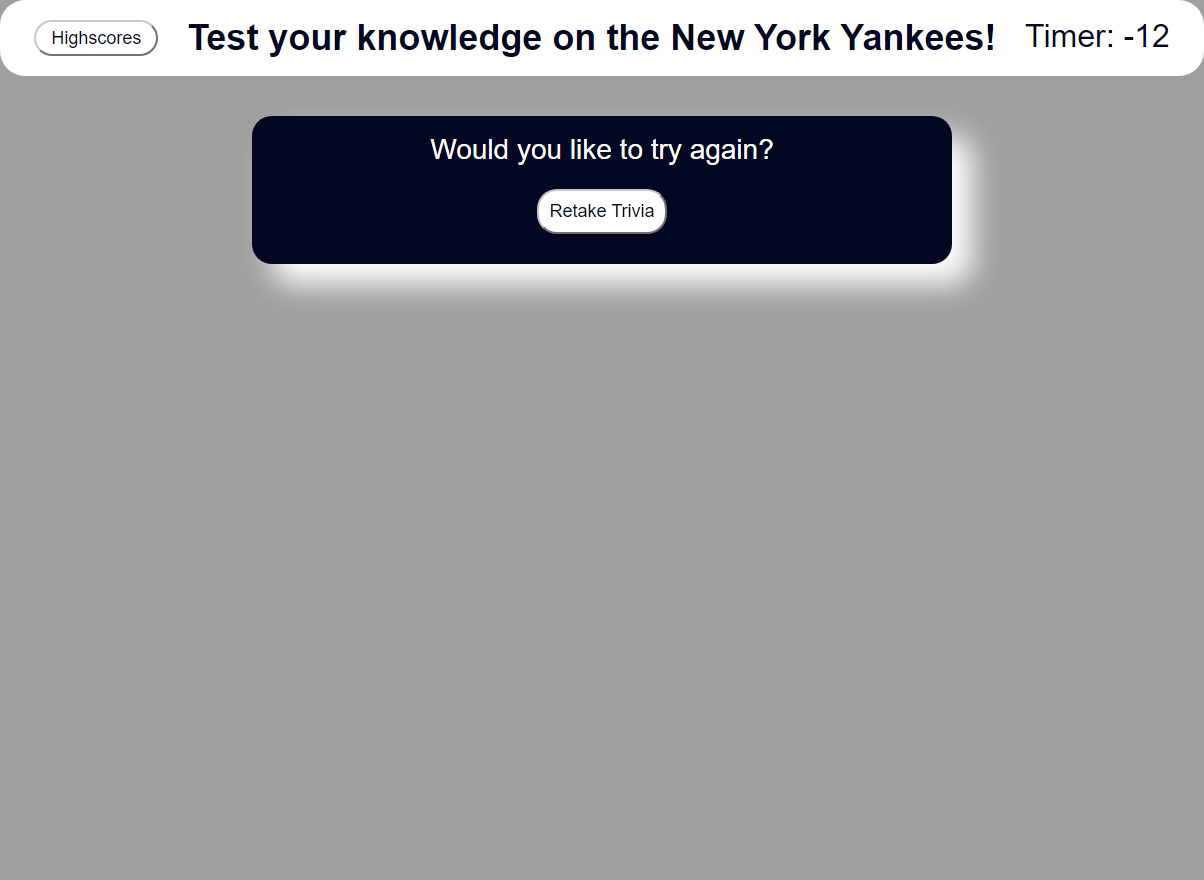 Highscores
Test your knowledge on the New York Yankees!
Timer: -12
Would you like to try again?
Retake Trivia